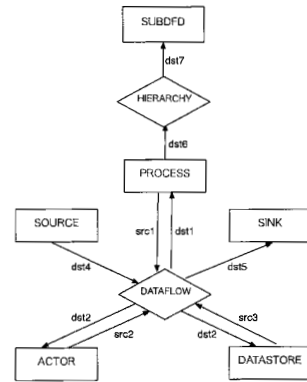 SUBDFD
dst7
HIERARCHY
dst6
PROCESS
src1
dst1
SOURCE
SINK
dst4
dst5
DATAFLOW
dst2
src3
src2
dst2
ACTOR
DATASTORE